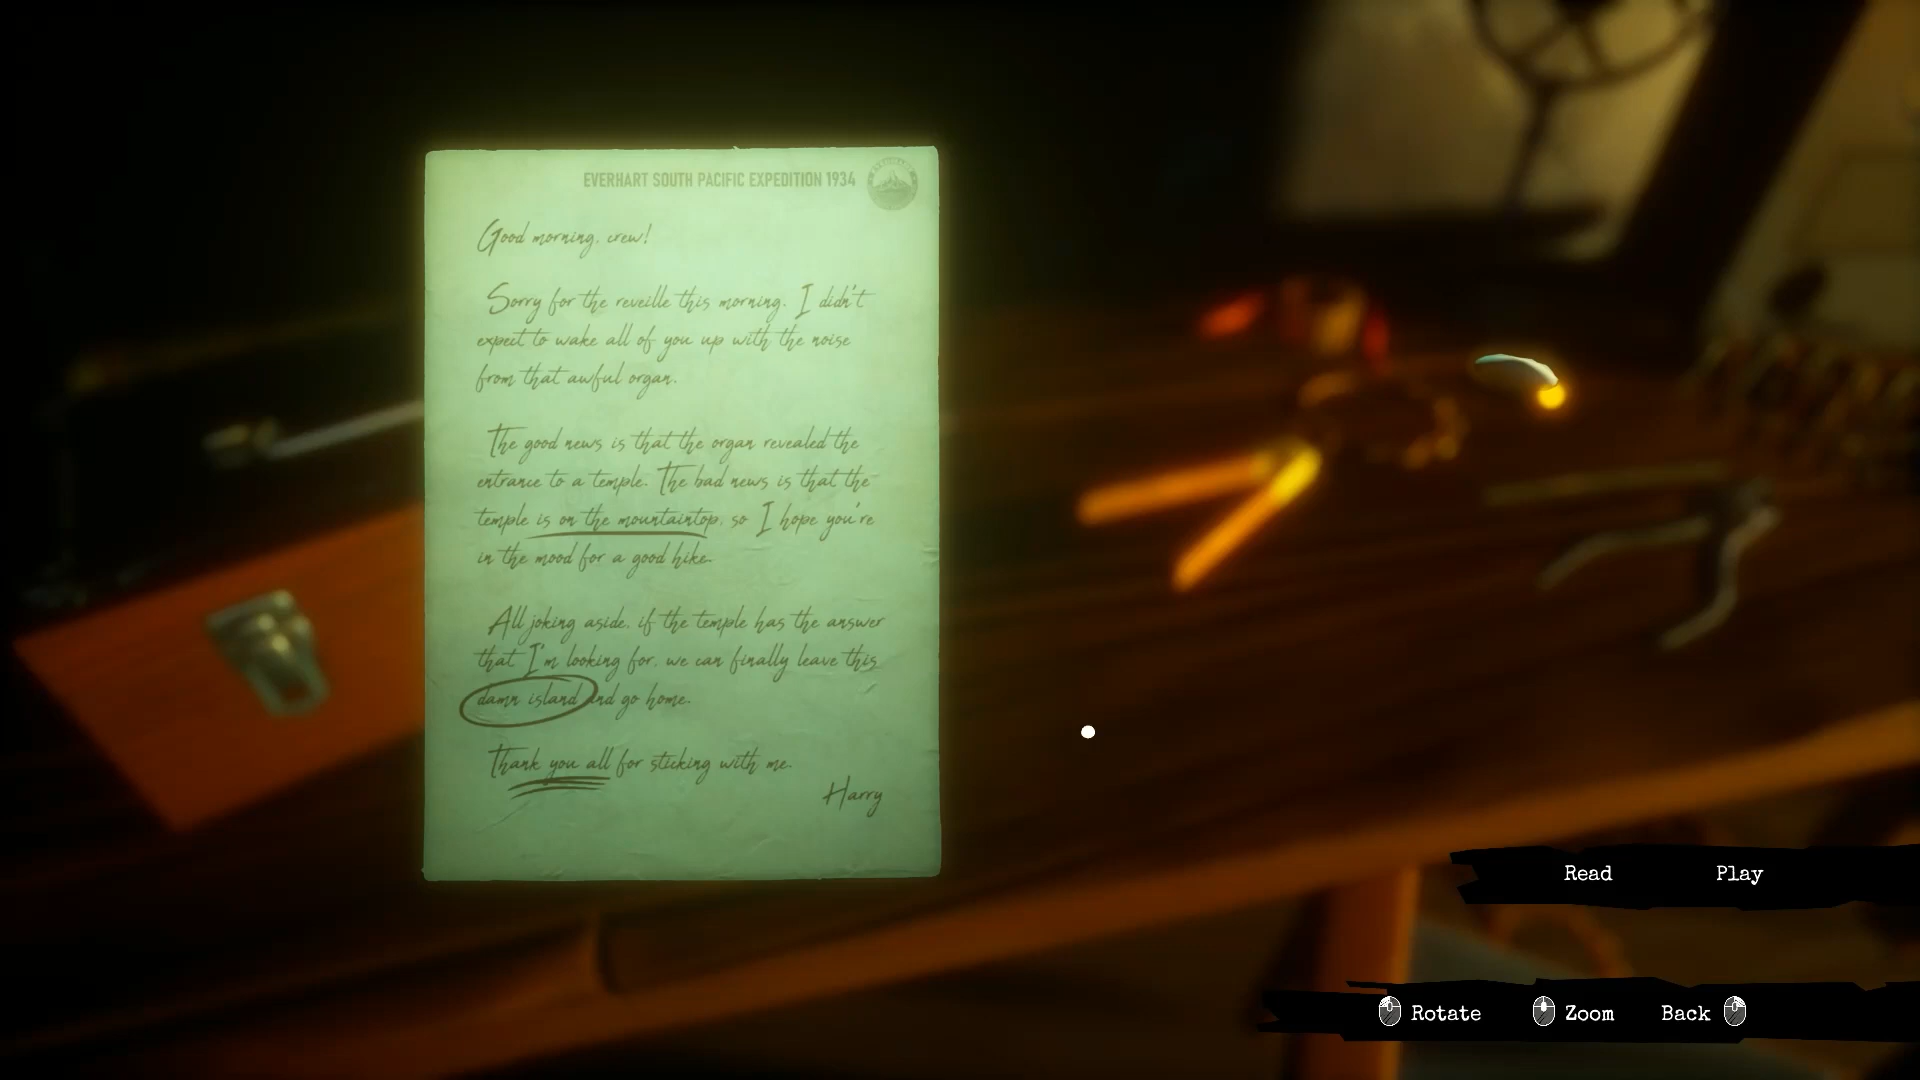 EVERHART SOUTH PACIFIC EXPEDITION 1934
Good morning, crew!
Sorry for the reveille this morning. I didn't
expect to wake all of you up with the noise
from that awful organ.
The good news is that the organ revealed the
entrance to a temple. The bad news is that the
temple is on the mountaintop, so I hope you're
in the mood for a good hike.
All joking aside, if the temple has the answer
that I'm looking for, we can finally leave this
damn island and go home.
Thank you all for sticking with me.
Harry
Read Play
Rotate Zoom Back